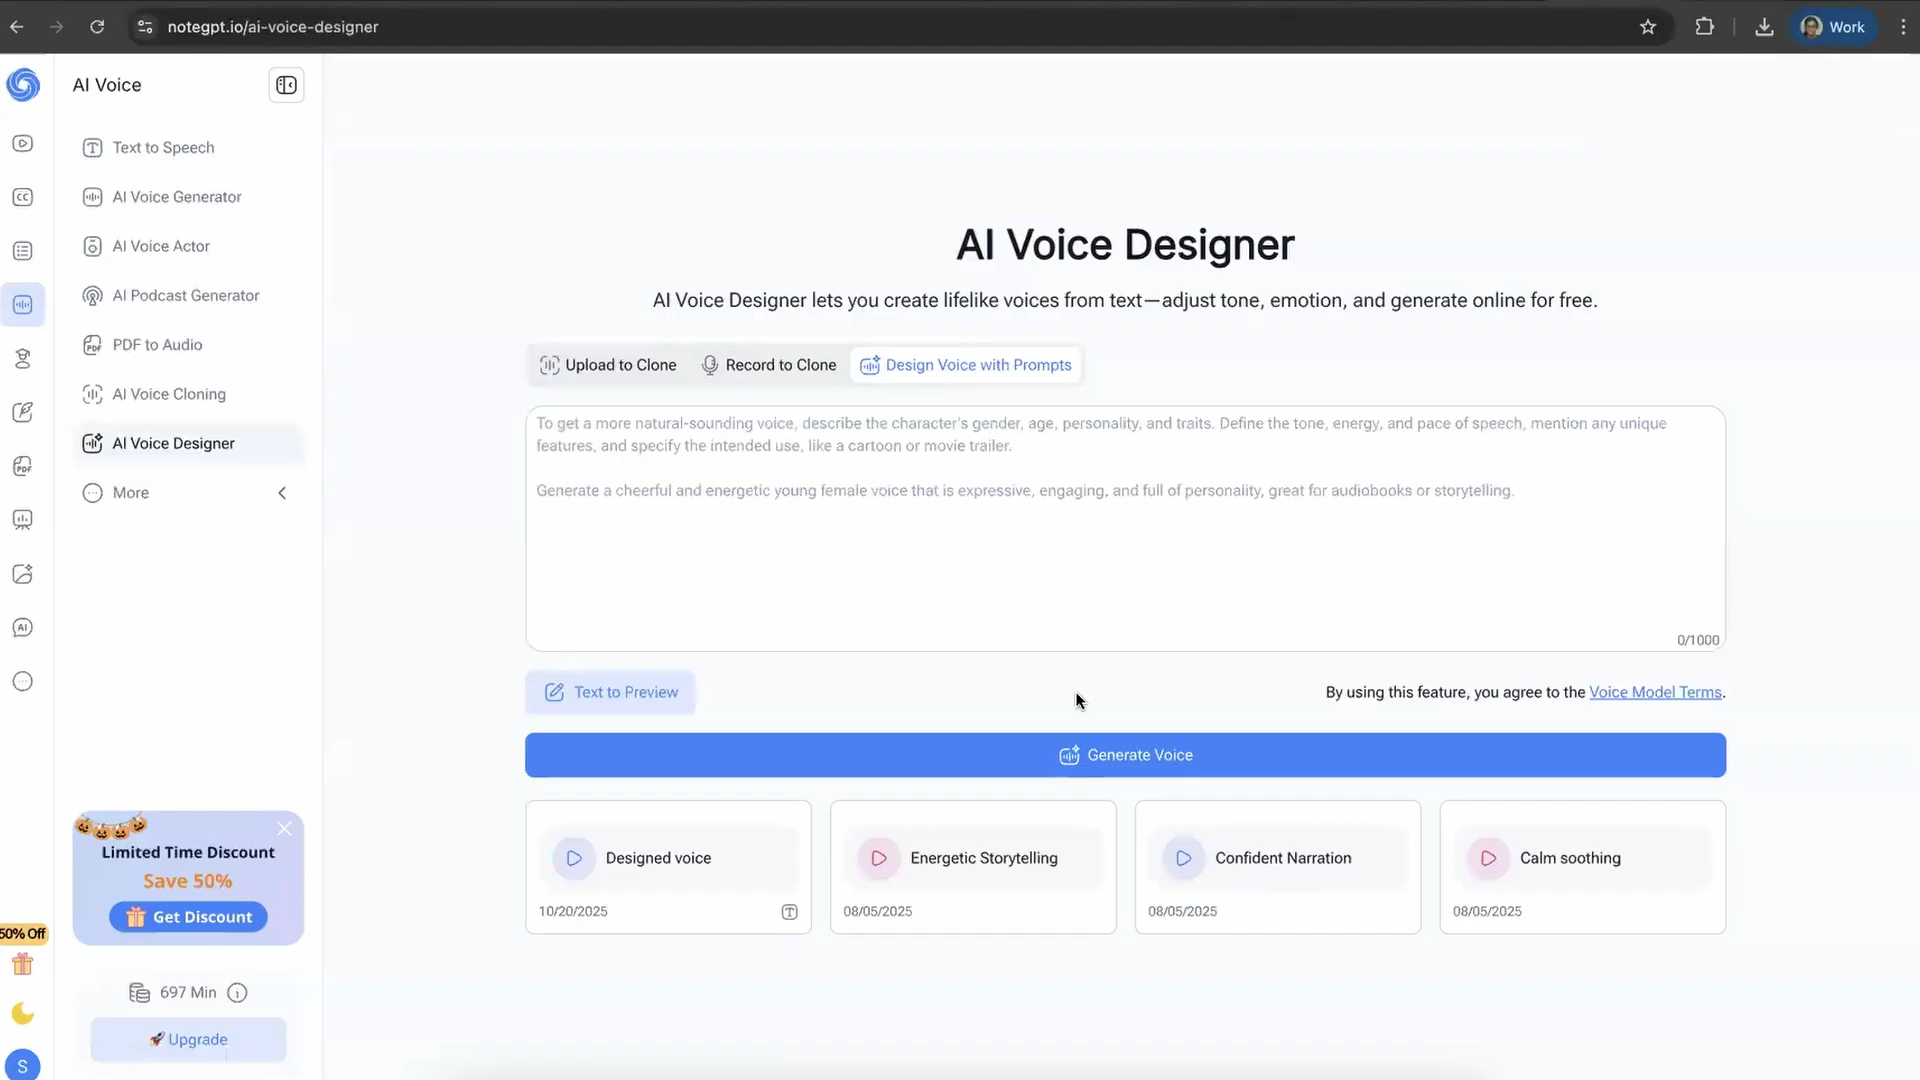 notegpt.io/ai-voice-designer
Work
AI Voice
Text to Speech
AI Voice Generator
AI Voice Actor
AI Podcast Generator
PDF to Audio
AI Voice Cloning
AI Voice Designer
More
CC
PDF
AI
AI Voice Designer
AI Voice Designer lets you create lifelike voices from text—adjust tone, emotion, and generate online for free.
Upload to Clone
Record to Clone
Design Voice with Prompts
To get a more natural-sounding voice, describe the character's gender, age, personality, and traits. Define the tone, energy, and pace of speech, mention any unique
features, and specify the intended use, like a cartoon or movie trailer.
Generate a cheerful and energetic young female voice that is expressive, engaging, and full of personality, great for audiobooks or storytelling.
0/1000
Text to Preview
By using this feature, you agree to the Voice Model Terms.
Generate Voice
Designed voice
10/20/2025
Energetic Storytelling
08/05/2025
Confident Narration
08/05/2025
Calm soothing
08/05/2025
Limited Time Discount
Save 50%
Get Discount
50% Off
697 Min
Upgrade
S